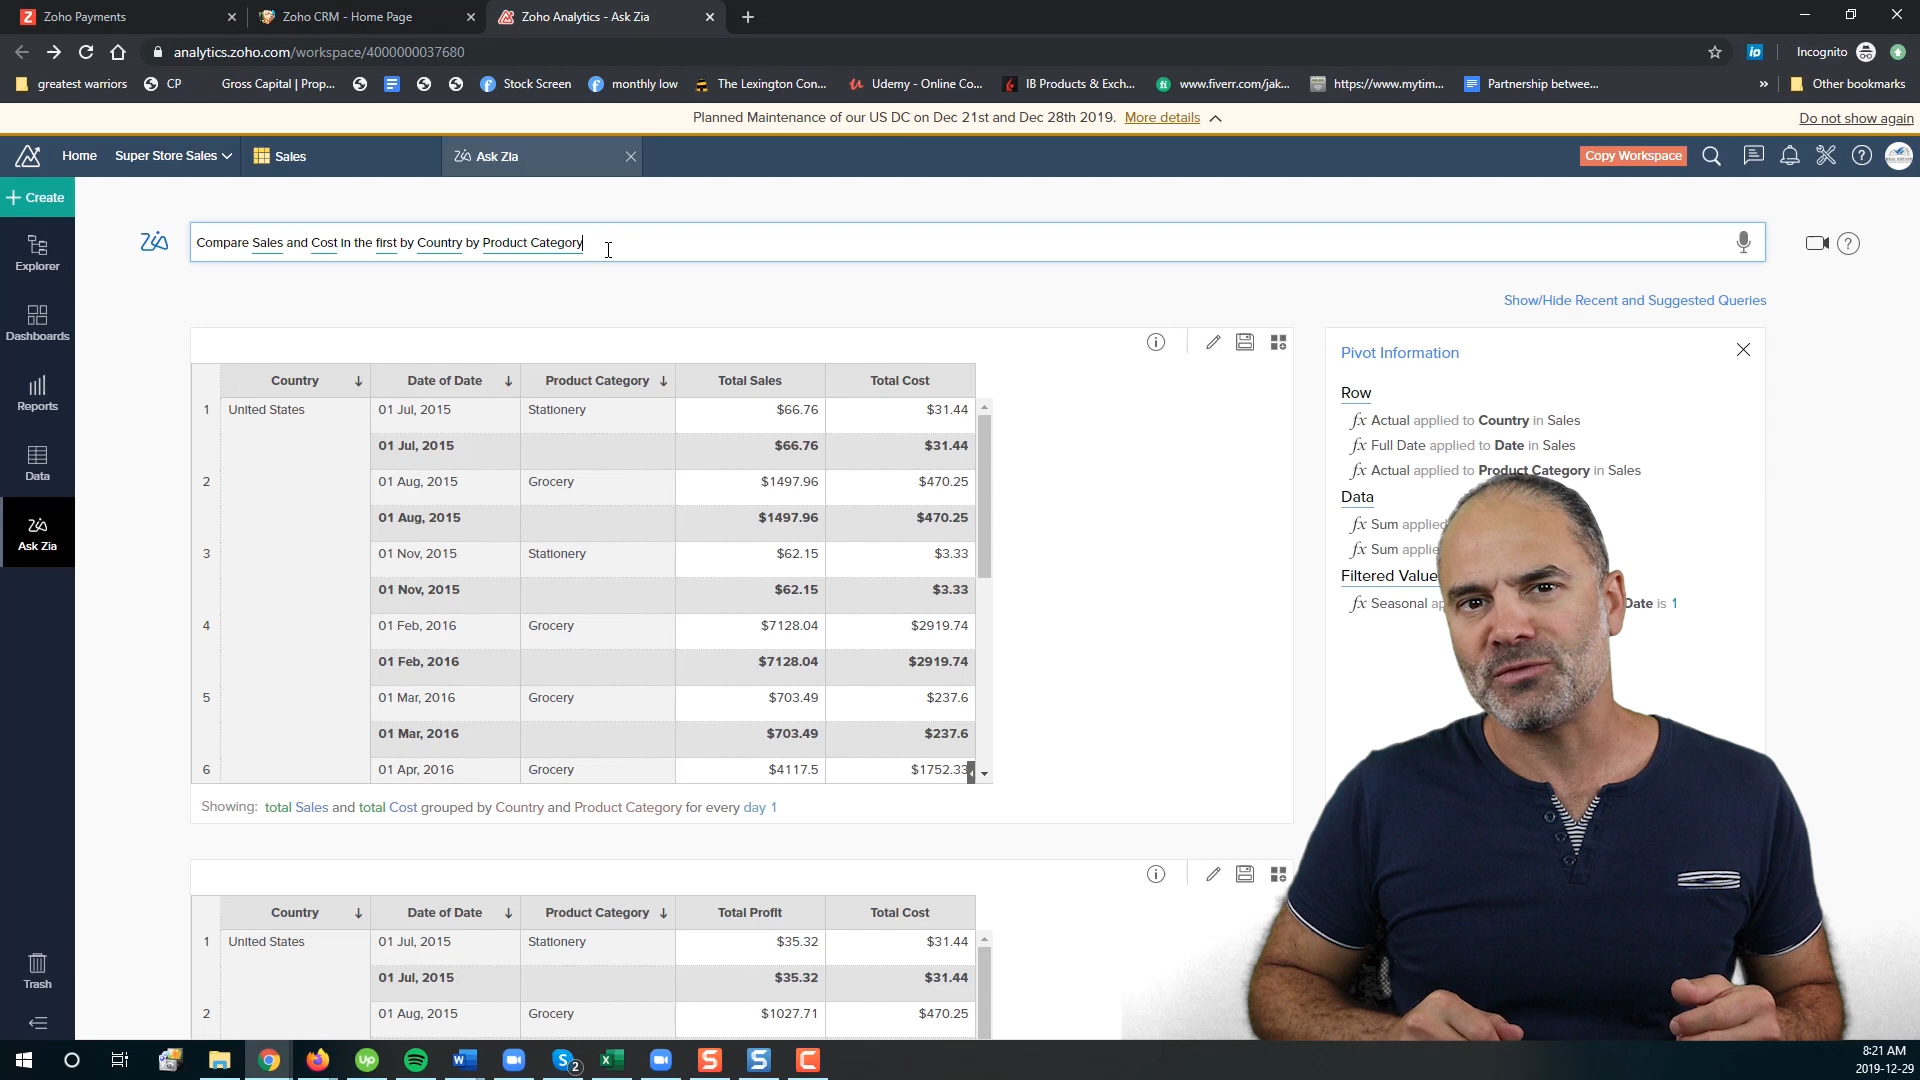 Zoho Payments
Zoho CRM - Home Page
Zoho Analytics - Ask Zia
analytics.zoho.com/workspace/4000000037680
Incognito
greatest warriors
CP
Gross Capital | Prop...
Stock Screen
monthly low
The Lexington Con...
Udemy - Online Co...
IB Products & Exch...
www.fiverr.com/jak...
https://www.mytim...
Partnership betwee...
»
Other bookmarks
Planned Maintenance of our US DC on Dec 21st and Dec 28th 2019. More details
Do not show again
Home
Super Store Sales
Sales
Ask Zia
Copy Workspace
Create
Explorer
Dashboards
Reports
Data
Ask Zia
Trash
Zia
Compare Sales and Cost in the first by Country by Product Category
Show/Hide Recent and Suggested Queries
Country Date of Date Product Category Total Sales Total Cost
1 United States 01 Jul, 2015 Stationery $66.76 $31.44
01 Jul, 2015 $66.76 $31.44
2 01 Aug, 2015 Grocery $1497.96 $470.25
01 Aug, 2015 $1497.96 $470.25
3 01 Nov, 2015 Stationery $62.15 $3.33
01 Nov, 2015 $62.15 $3.33
4 01 Feb, 2016 Grocery $7128.04 $2919.74
01 Feb, 2016 $7128.04 $2919.74
5 01 Mar, 2016 Grocery $703.49 $237.6
01 Mar, 2016 $703.49 $237.6
6 01 Apr, 2016 Grocery $4117.5 $1752.33
Showing: total Sales and total Cost grouped by Country and Product Category for every day 1
Pivot Information
Row
fx Actual applied to Country in Sales
fx Full Date applied to Date in Sales
fx Actual applied to Product Category in Sales
Data
fx Sum applied
fx Sum applie
Filtered Value
fx Seasonal ap Date is 1
Country Date of Date Product Category Total Profit Total Cost
1 United States 01 Jul, 2015 Stationery $35.32 $31.44
01 Jul, 2015 $35.32 $31.44
2 01 Aug, 2015 Grocery $1027.71 $470.25
8:21 AM
2019-12-29